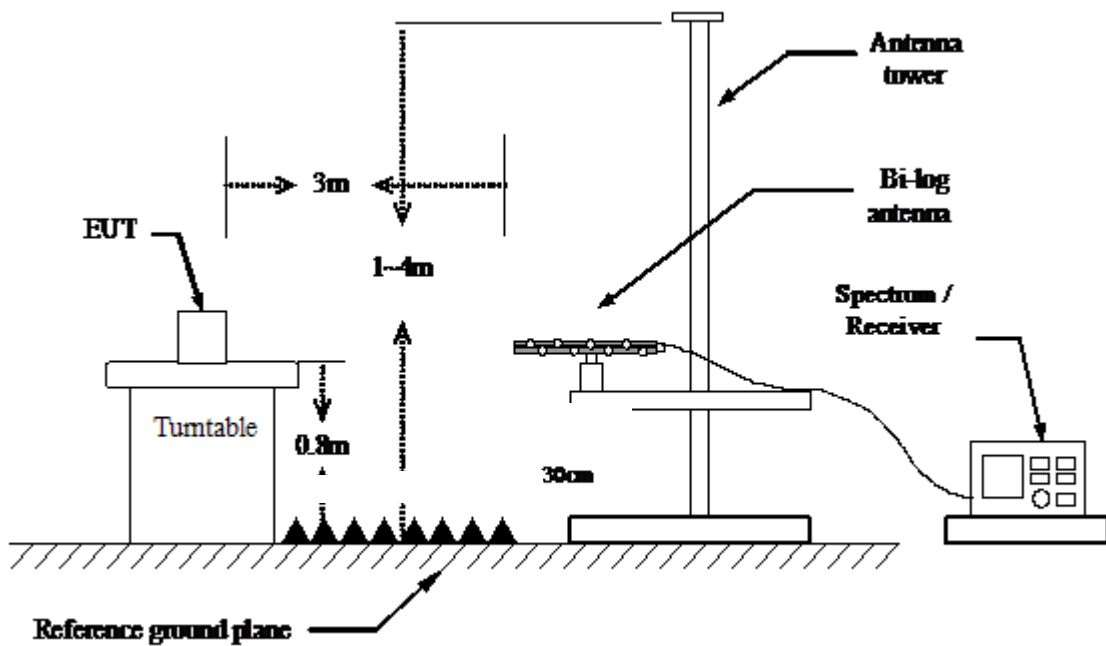 Antenna
tower
3m
Bi-log
antenna
EUT
1~4m
Spectrum /
Receiver
Turntable
0.8m
30cm
Reference ground plane